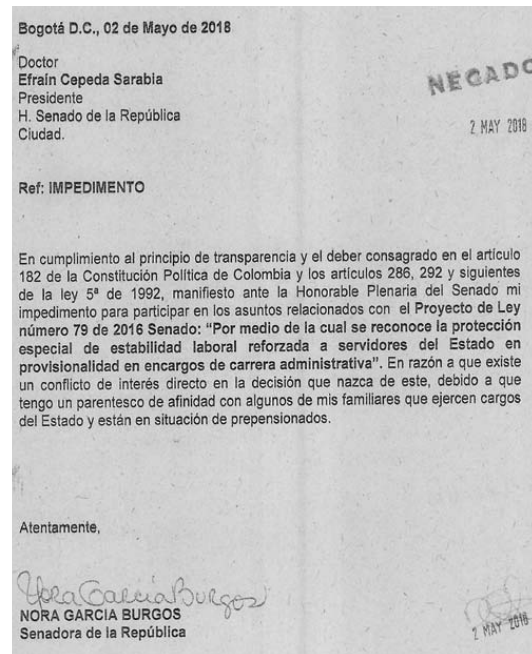 Bogotá D.C., 02 de Mayo de 2018
Doctor
Efraín Cepeda Sarabia
Presidente
H. Senado de la República
Ciudad.
NEGADO
2 MAY 2018
Ref: IMPEDIMENTO
En cumplimiento al principio de transparencia y el deber consagrado en el artículo
182 de la Constitución Política de Colombia y los artículos 286, 292 y siguientes
de la ley 5ª de 1992, manifiesto ante la Honorable Plenaria del Senado mi
impedimento para participar en los asuntos relacionados con el Proyecto de Ley
número 79 de 2016 Senado: “Por medio de la cual se reconoce la protección
especial de estabilidad laboral reforzada a servidores del Estado en
provisionalidad en encargos de carrera administrativa”. En razón a que existe
un conflicto de interés directo en la decisión que nazca de este, debido a que
tengo un parentesco de afinidad con algunos de mis familiares que ejercen cargos
del Estado y están en situación de prepensionados.
Atentamente,
Nora García Burgos
NORA GARCIA BURGOS
Senadora de la República
2 MAY 2018